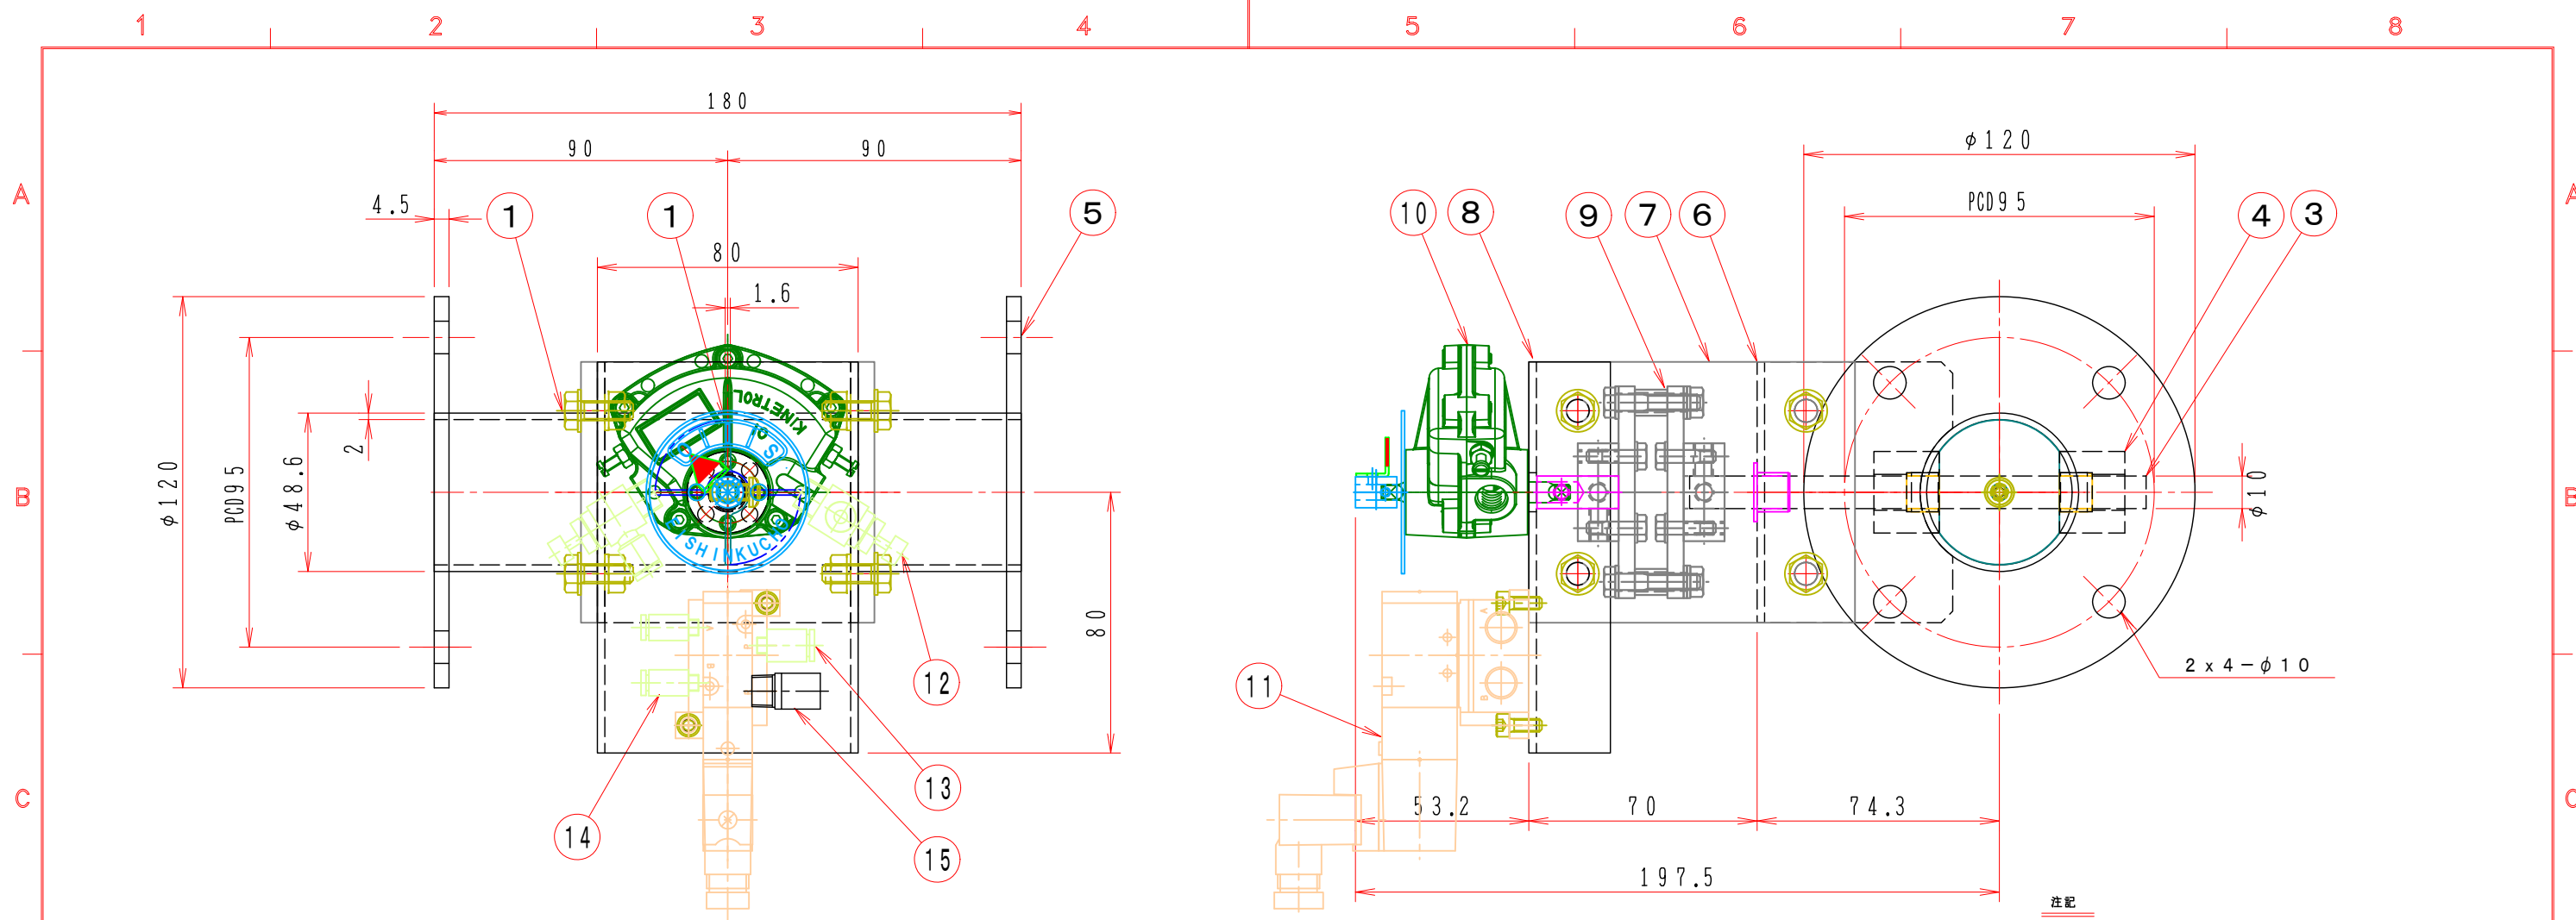 1 2 3 4 5 6 7 8
A A
B B
C C
180
90 90
4.5
1 1 5
80
1.6
φ120
PCD95
φ48.6
2
KINETROL
S
EISHINKUCHO
80
12
13
14
15
A
B
P
φ120
PCD95
10 8 9 7 6 4 3
φ10
2x4-φ10
11
A
B
53.2 70 74.3
197.5
注記